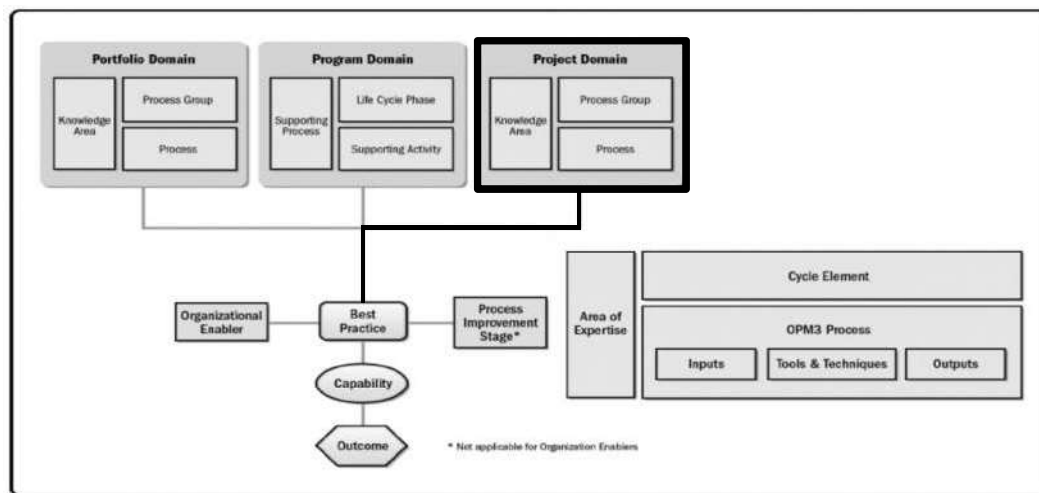 Portfolio Domain
Knowledge
Area
Process Group
Process
Program Domain
Supporting
Process
Life Cycle Phase
Supporting Activity
Project Domain
Knowledge
Area
Process Group
Process
Organizational
Enabler
Best
Practice
Process
Improvement
Stage*
Capability
Outcome
* Not applicable for Organization Enablers
Area of
Expertise
Cycle Element
OPM3 Process
Inputs
Tools & Techniques
Outputs